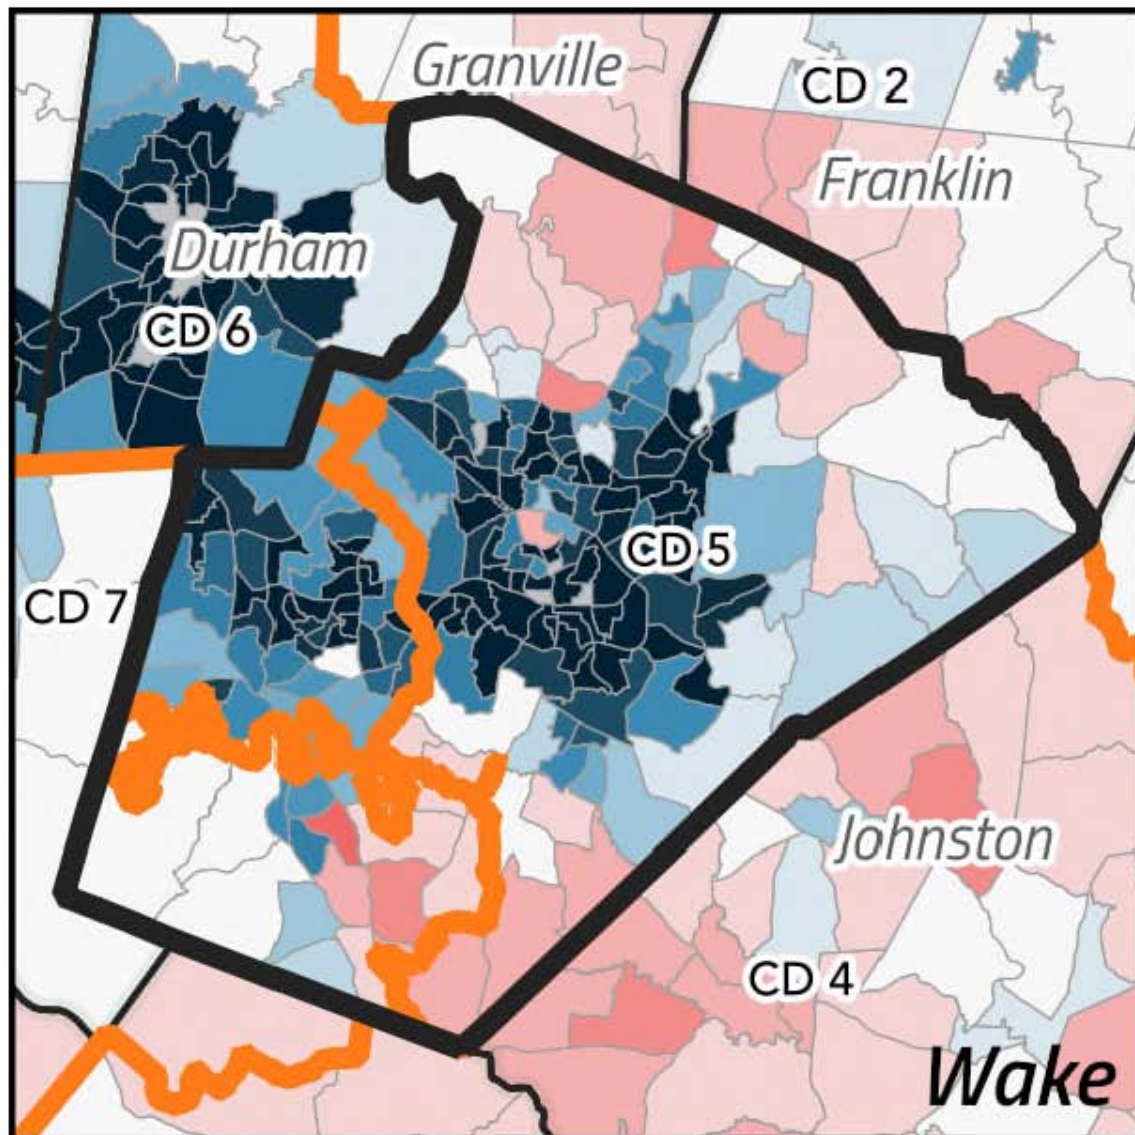 Granville
CD 2
Franklin
Durham
CD 6
CD 5
CD 7
Johnston
CD 4
Wake